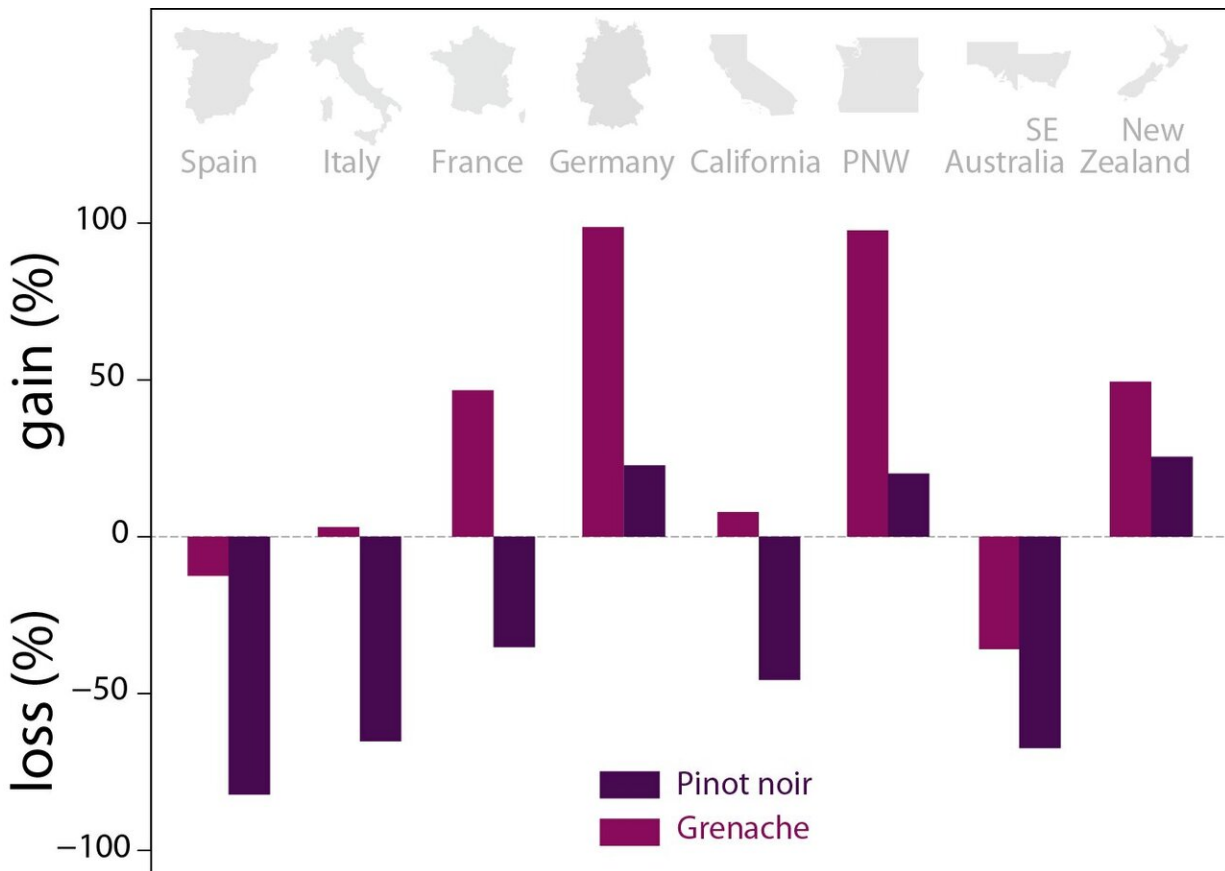 Spain Italy France Germany California PNW SE Australia New Zealand
gain (%)
loss (%)
100
50
0
−50
−100
Pinot noir
Grenache